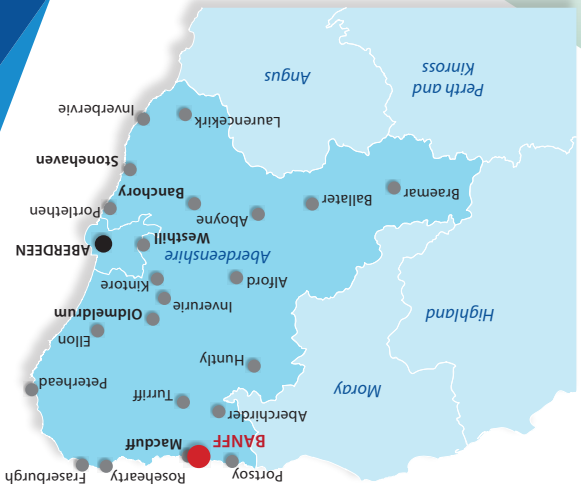 Portsoy
Rosehearty
Fraserburgh
BANFF
Macduff
Aberchirder
Turriff
Moray
Peterhead
Huntly
Ellon
Highland
Oldmeldrum
Inverurie
Kintore
Alford
Aberdeenshire
ABERDEEN
Westhill
Aboyne
Portlethen
Braemar
Ballater
Banchory
Stonehaven
Laurencekirk
Inverbervie
Perth and
Kinross
Angus